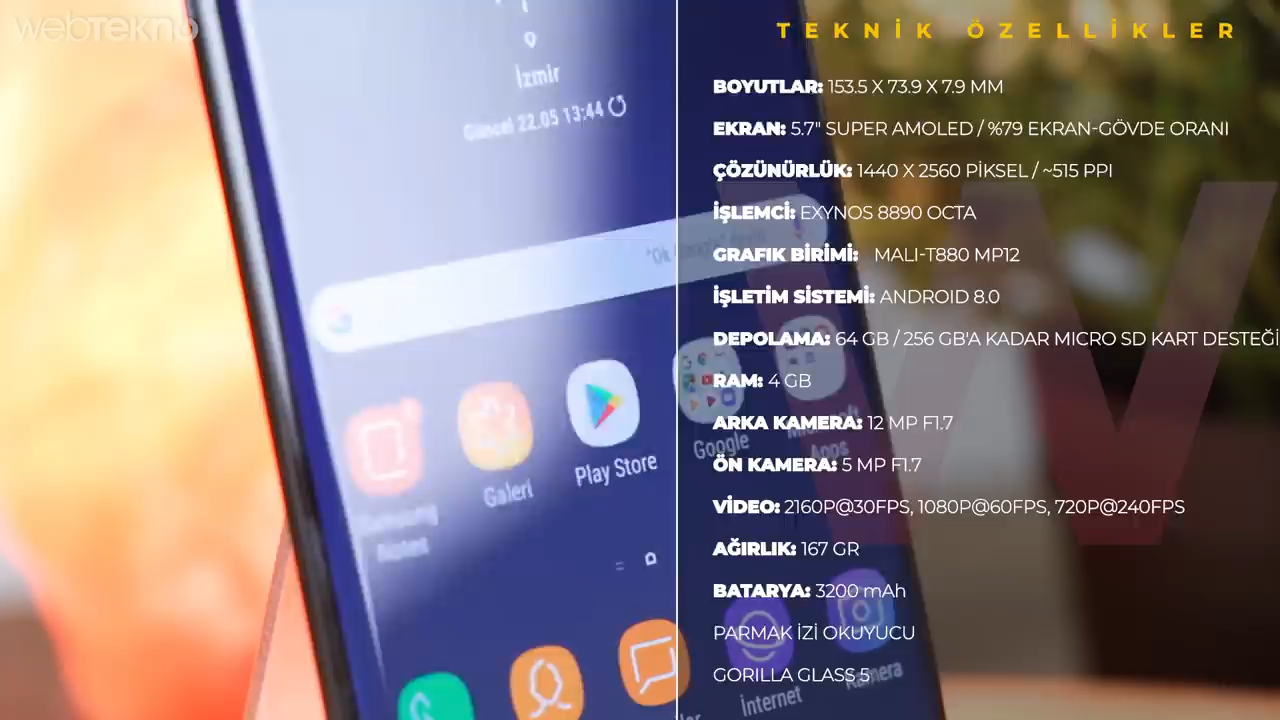 webtekno
TEKNİK ÖZELLİKLER
İzmir
Güncel 22.05 13:44
BOYUTLAR: 153.5 X 73.9 X 7.9 MM
EKRAN: 5.7" SUPER AMOLED / %79 EKRAN-GÖVDE ORANI
ÇÖZÜNÜRLÜK: 1440 X 2560 PİKSEL / ~515 PPI
İŞLEMCİ: EXYNOS 8890 OCTA
GRAFIK BİRİMİ: MALI-T880 MP12
İŞLETİM SİSTEMİ: ANDROID 8.0
DEPOLAMA: 64 GB / 256 GB'A KADAR MICRO SD KART DESTEĞİ
RAM: 4 GB
ARKA KAMERA: 12 MP F1.7
ÖN KAMERA: 5 MP F1.7
VİDEO: 2160P@30FPS, 1080P@60FPS, 720P@240FPS
AĞIRLIK: 167 GR
BATARYA: 3200 mAh
PARMAK İZİ OKUYUCU
GORILLA GLASS 5
Samsung
Notes
Galeri
Play Store
Google
Microsoft
Apps
İnternet
Kamera